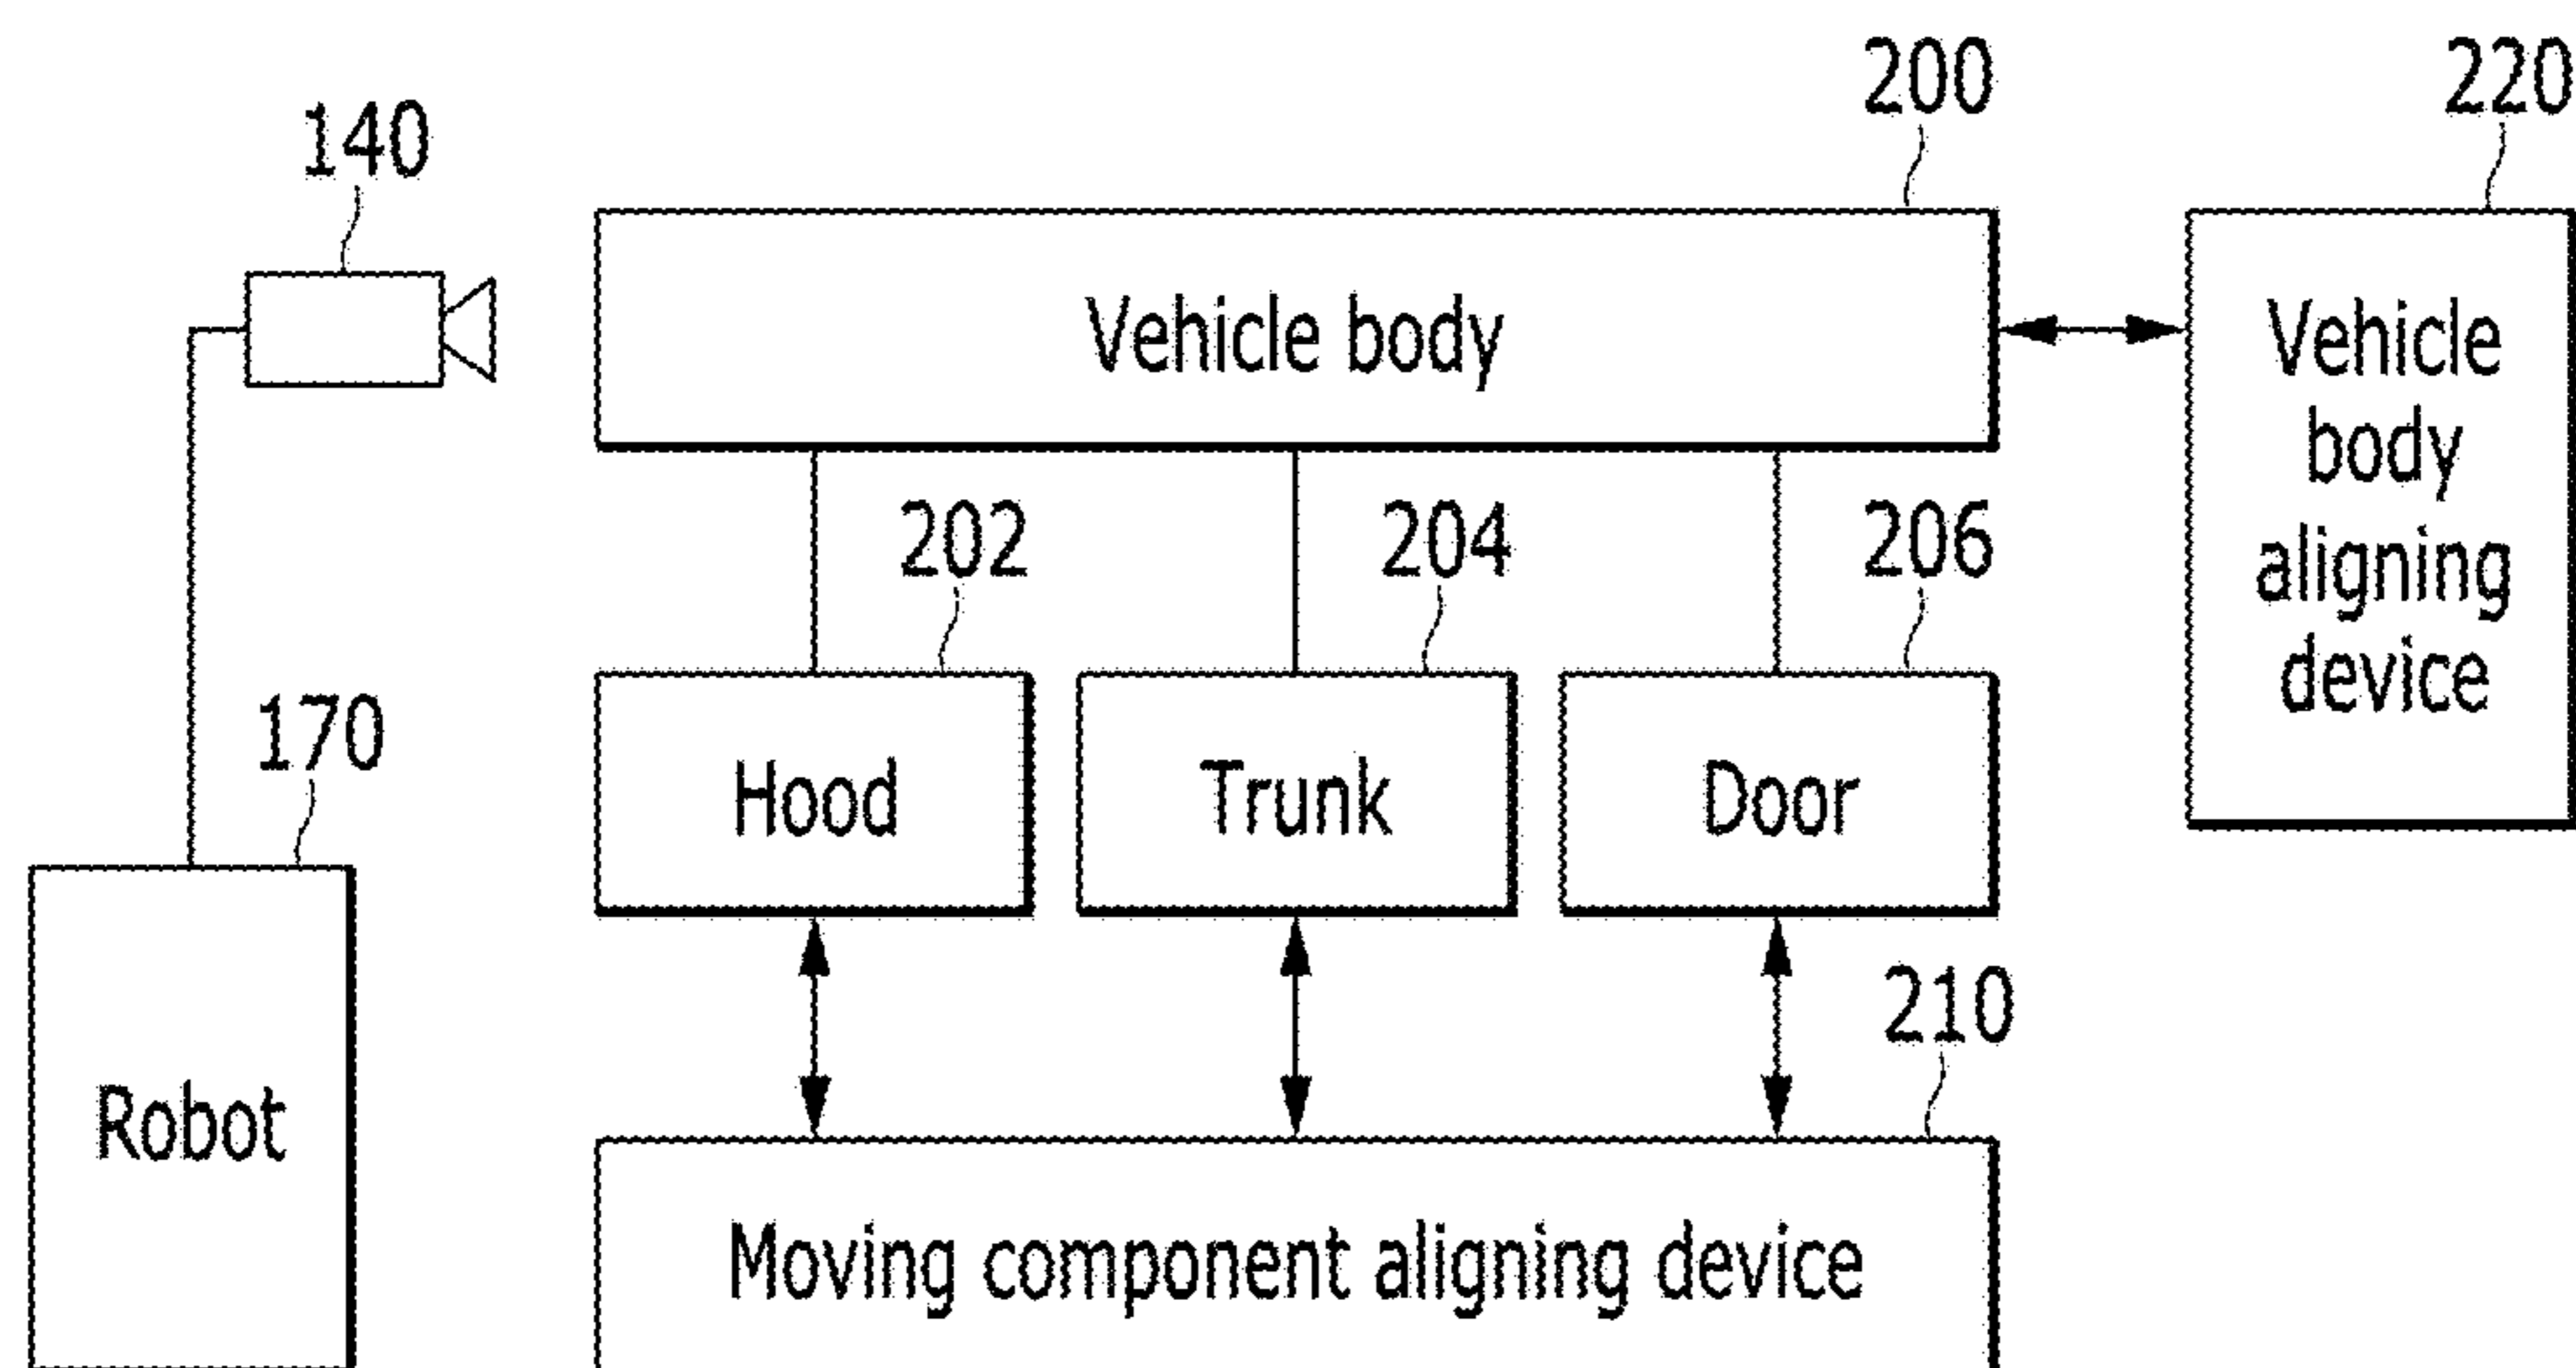 200
220
140
Vehicle body
Vehicle
body
aligning
device
202
204
206
170
Hood
Trunk
Door
210
Robot
Moving component aligning device